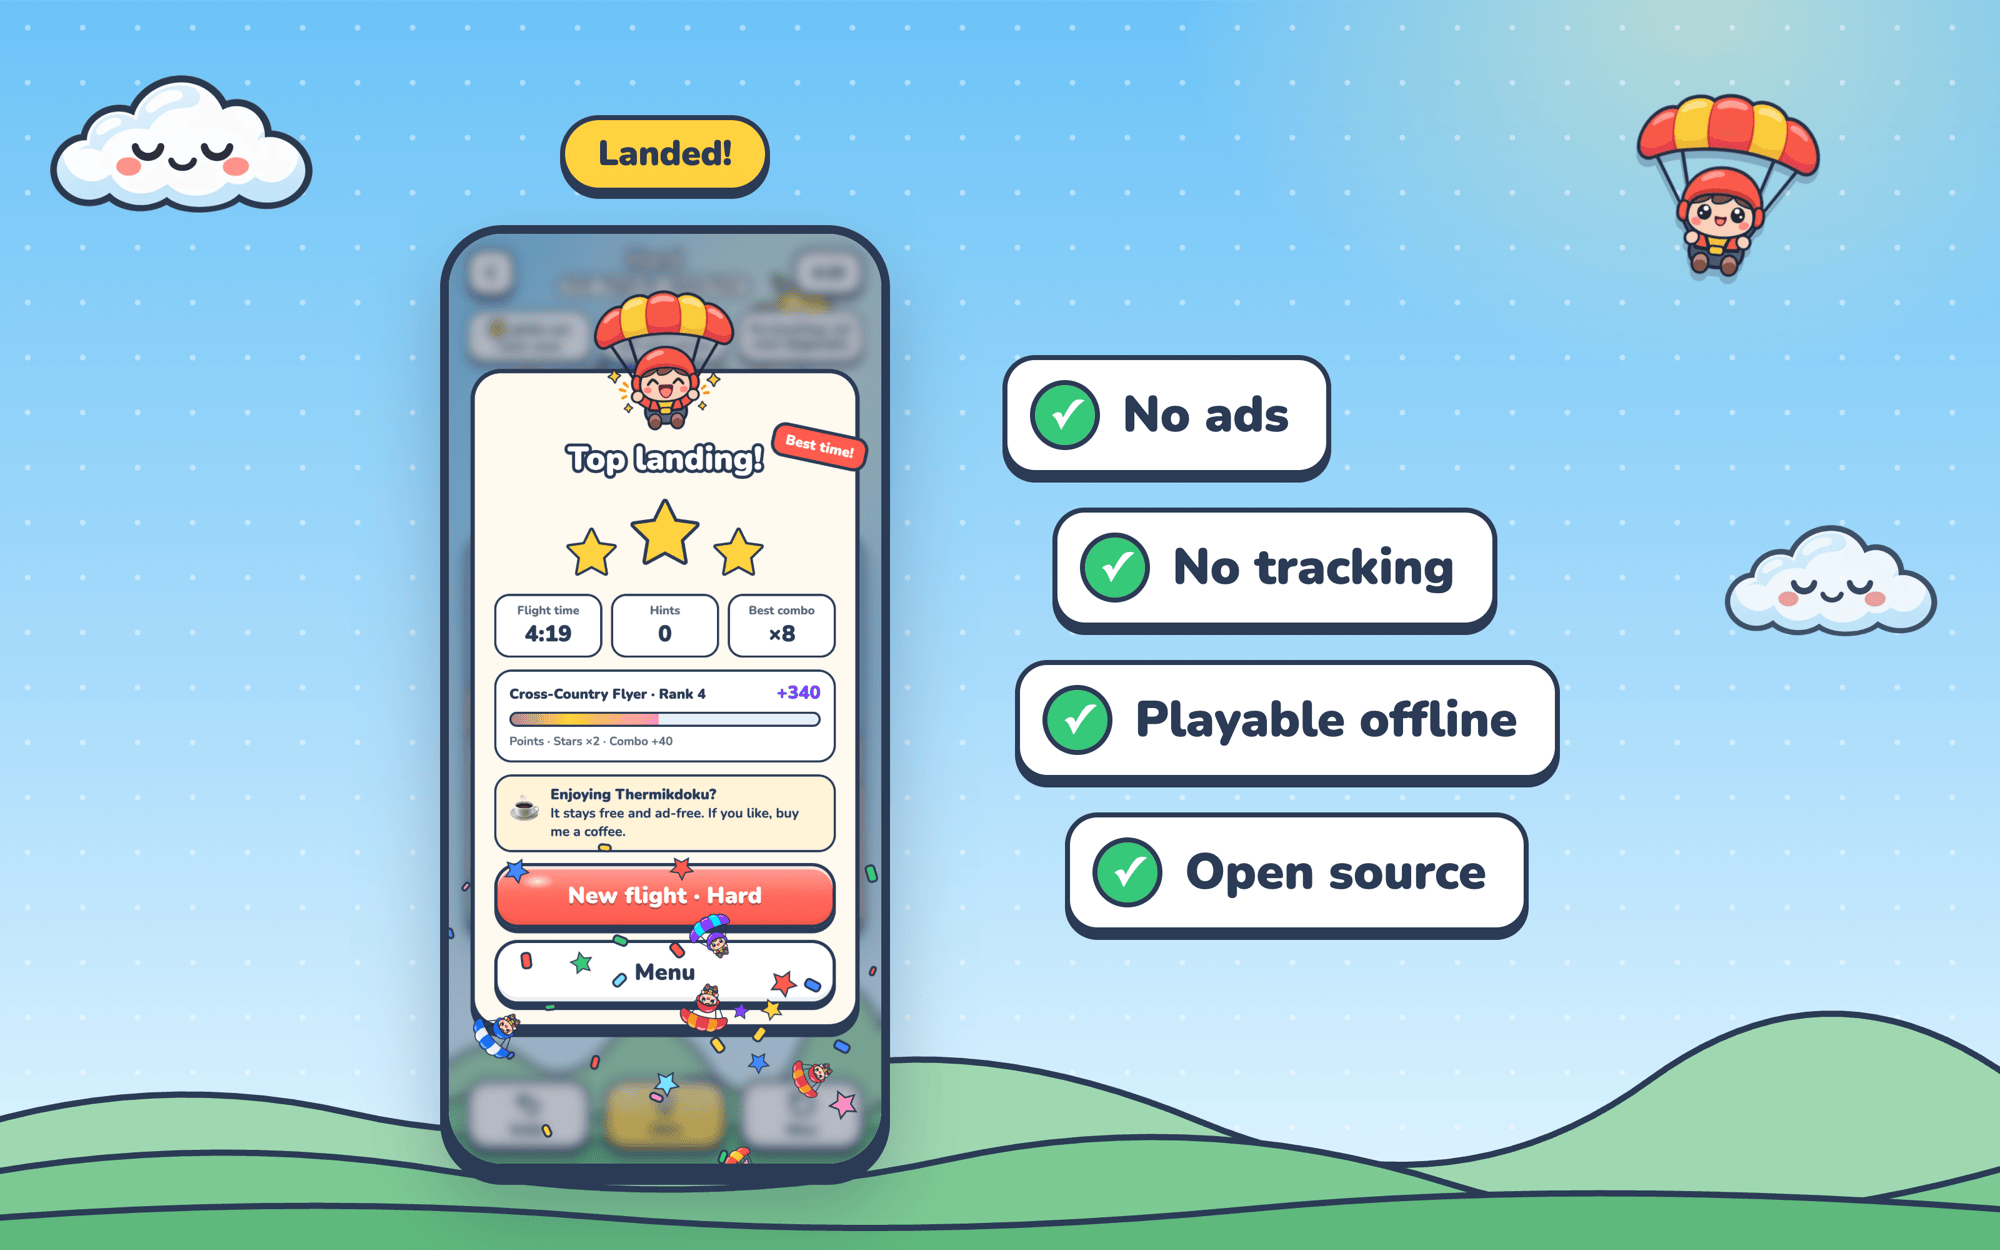 Landed!
Top landing!
Best time!
Flight time
4:19
Hints
0
Best combo
×8
Cross-Country Flyer · Rank 4
+340
Points · Stars ×2 · Combo +40
Enjoying Thermikdoku?
It stays free and ad-free. If you like, buy
me a coffee.
New flight · Hard
Menu
No ads
No tracking
Playable offline
Open source